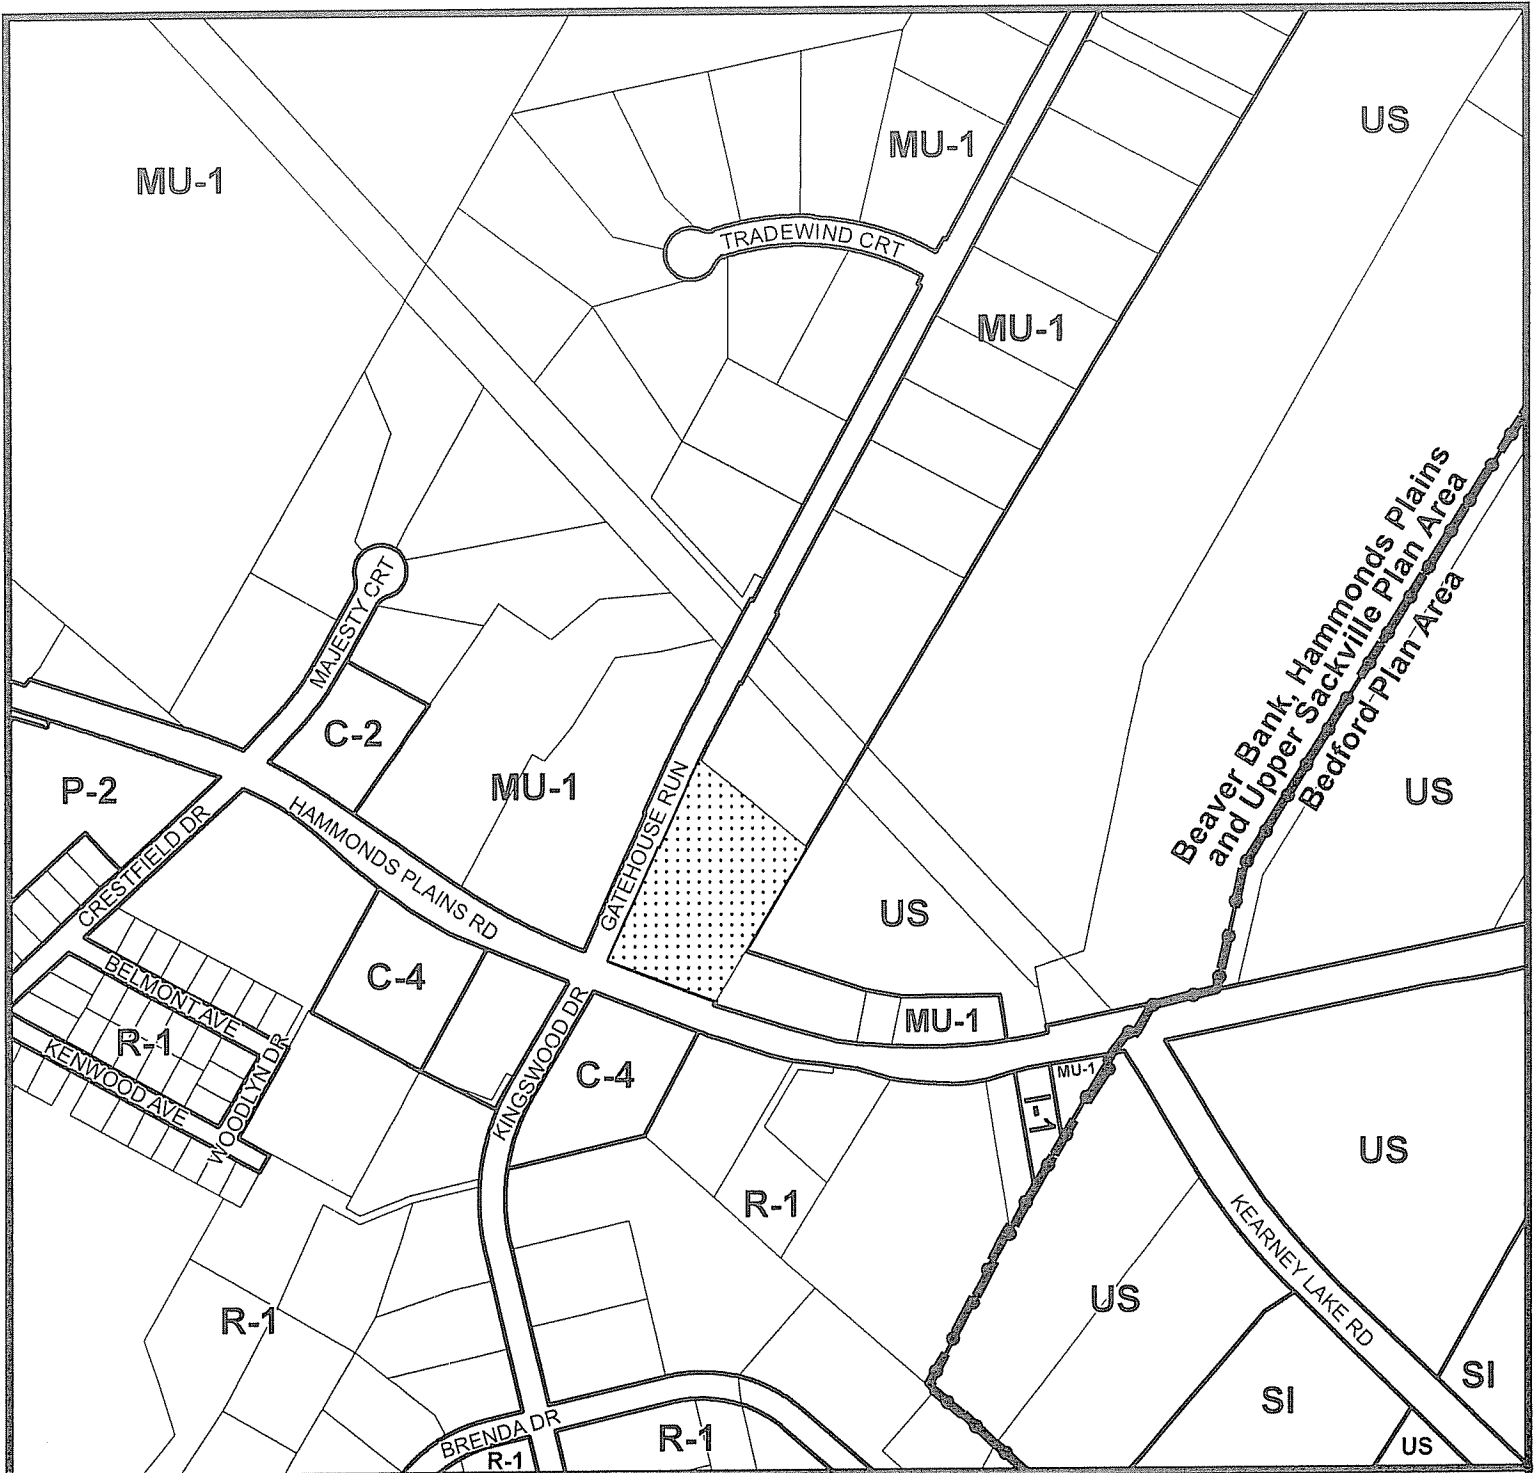 US
MU-1
MU-1
TRADEWIND CRT
MU-1
Beaver Bank, Hammonds Plains
and Upper Sackville Plan Area
Bedford Plan Area
MAJESTY CRT
C-2
P-2
MU-1
GATEHOUSE RUN
US
HAMMONDS PLAINS RD
CRESTFIELD DR
US
C-4
BELMONT AVE
MU-1
R-1
KENWOOD AVE
WOODLYN DR
KINGSWOOD DR
C-4
MU-1
I-1
US
R-1
KEARNEY LAKE RD
R-1
US
SI
SI
BRENDA DR
R-1
R-1
US